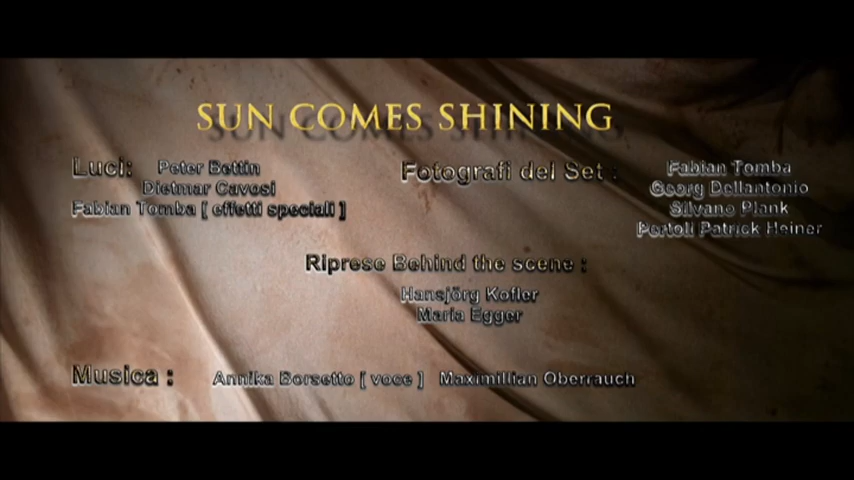 SUN COMES SHINING
Luci: Peter Bettin
Dietmar Cavosi
Fabian Tomba [ effetti speciali ]
Fotografi del Set : Fabian Tomba
Georg Dellantonio
Silvano Plank
Pertoll Patrick Heiner
Riprese Behind the scene :
Hansjörg Kofler
Maria Egger
Musica : Annika Borsetto [ voce ] Maximillian Oberrauch